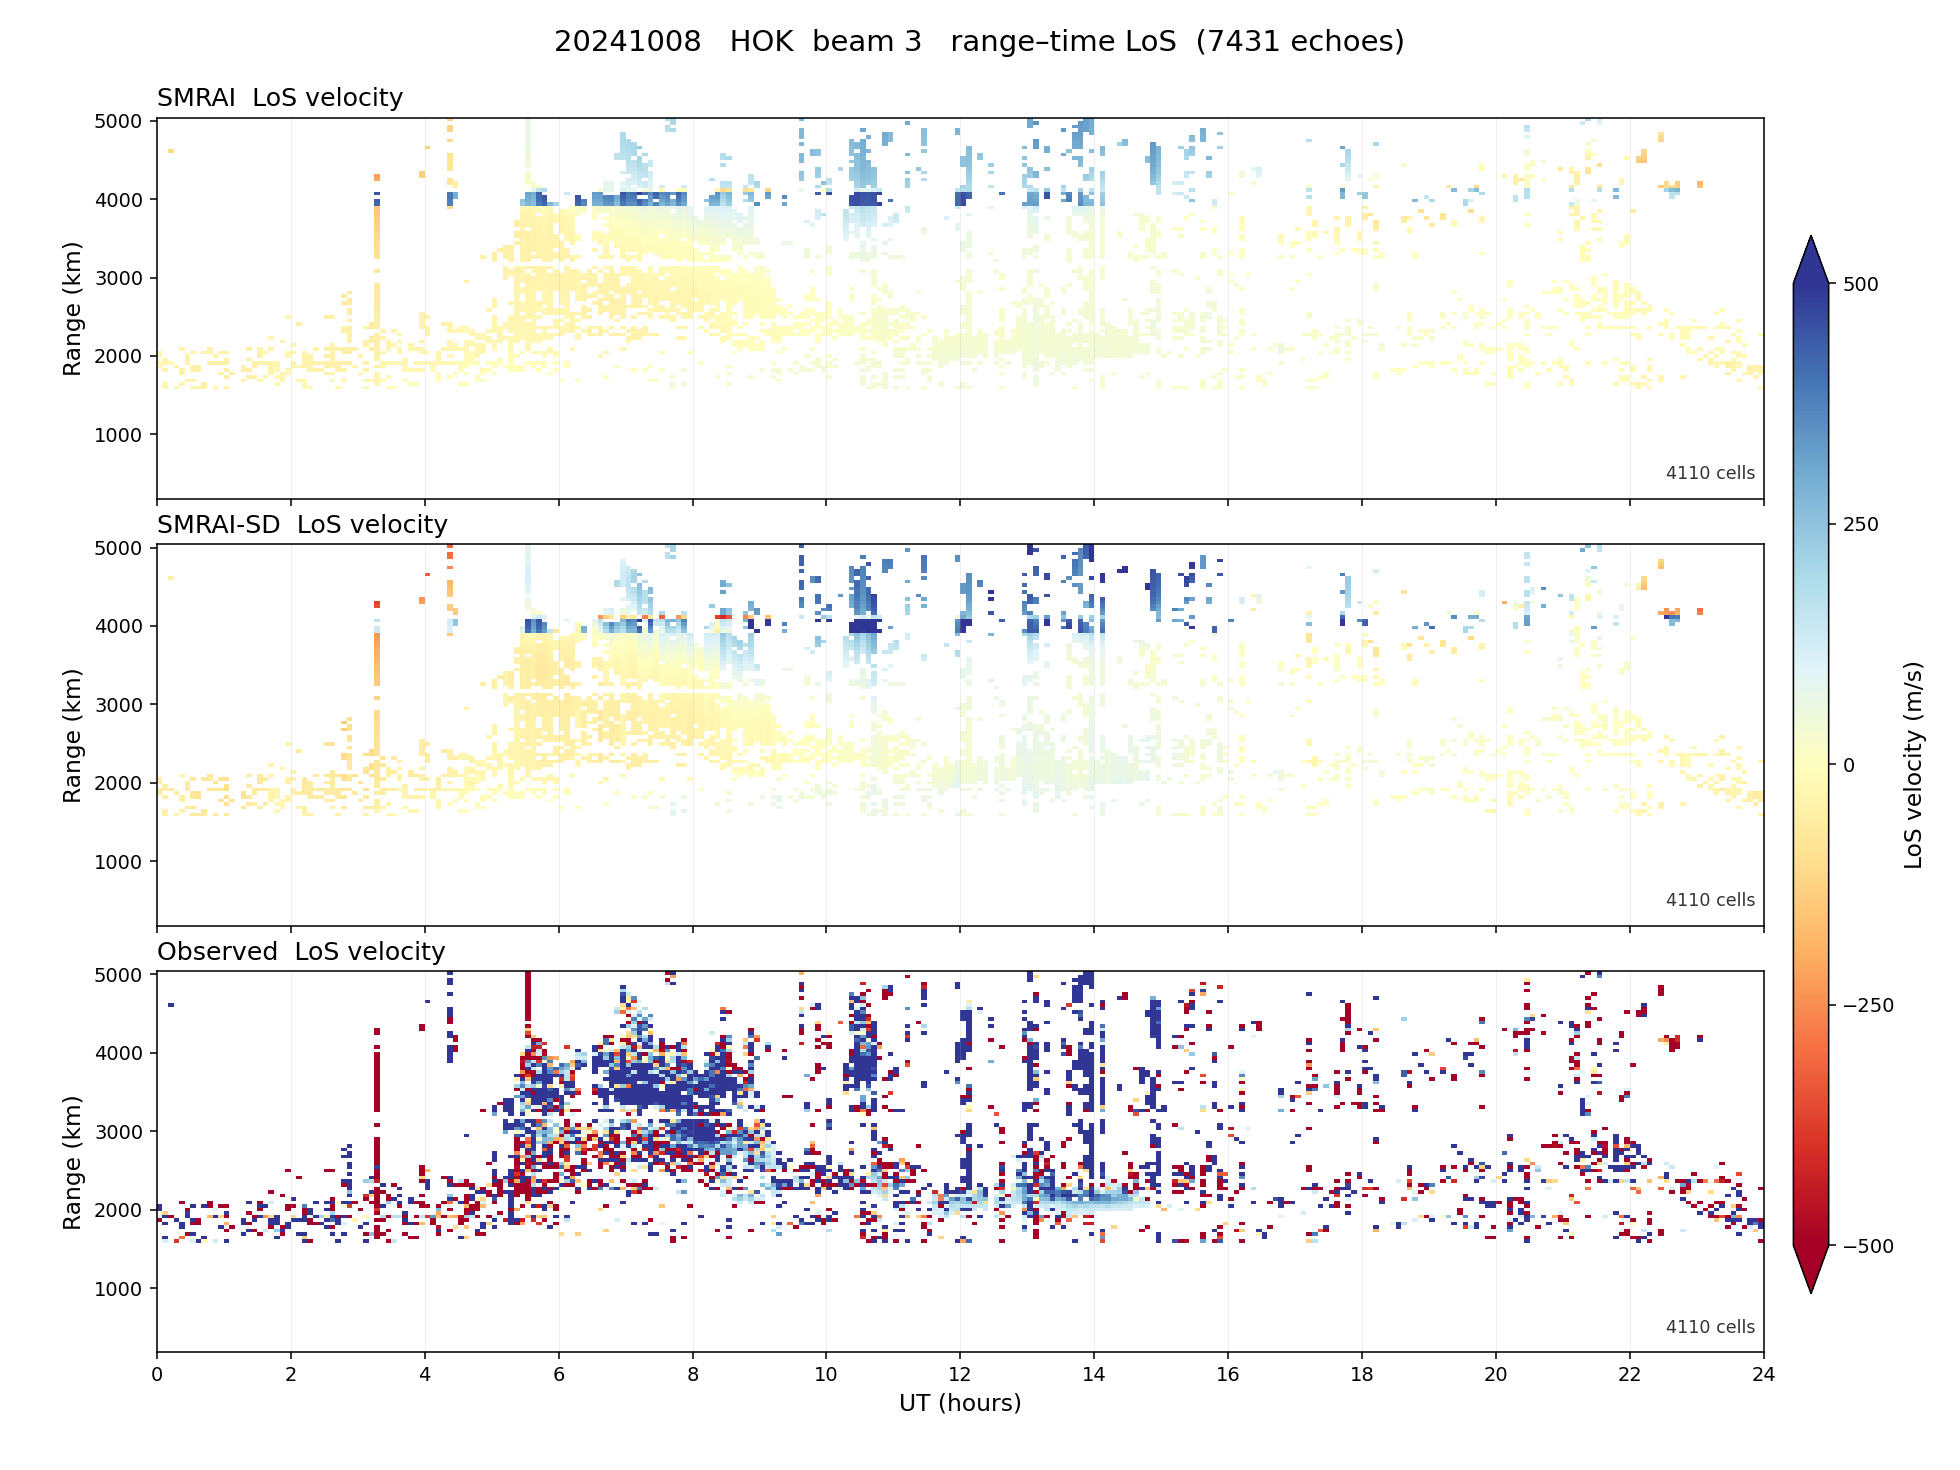 20241008 HOK beam 3 range–time LoS (7431 echoes)
SMRAI LoS velocity
5000
4000
3000
2000
1000
Range (km)
4110 cells
SMRAI-SD LoS velocity
5000
4000
3000
2000
1000
Range (km)
4110 cells
Observed LoS velocity
5000
4000
3000
2000
1000
Range (km)
4110 cells
0 2 4 6 8 10 12 14 16 18 20 22 24
UT (hours)
500
250
0
−250
−500
LoS velocity (m/s)